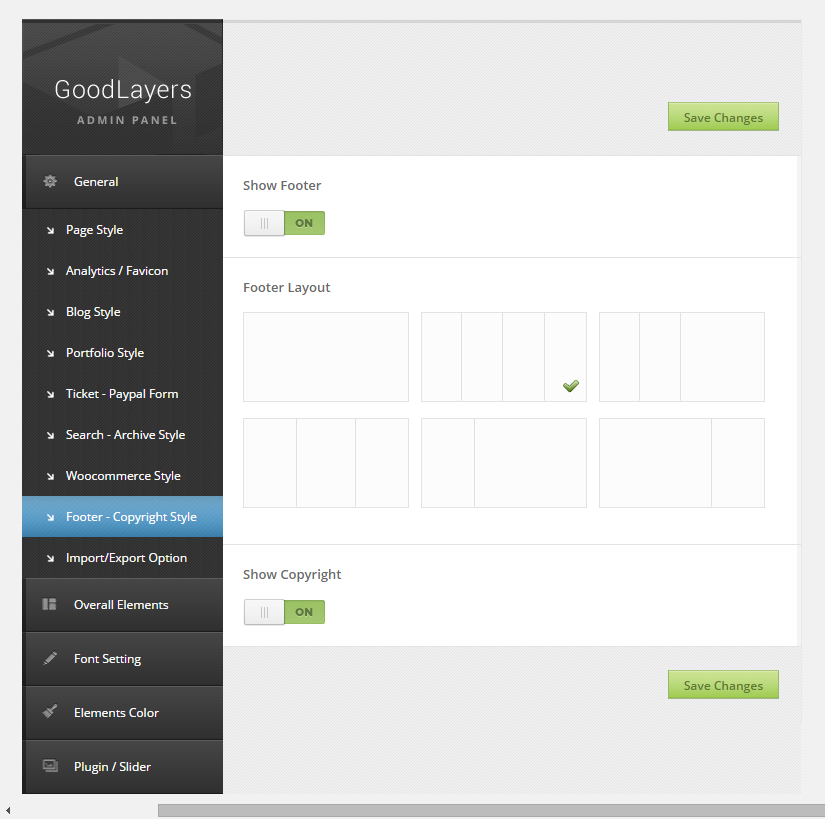 GoodLayers
ADMIN PANEL
General
Page Style
Analytics / Favicon
Blog Style
Portfolio Style
Ticket - Paypal Form
Search - Archive Style
Woocommerce Style
Footer - Copyright Style
Import/Export Option
Overall Elements
Font Setting
Elements Color
Plugin / Slider
Save Changes
Show Footer
ON
Footer Layout
Show Copyright
ON
Save Changes